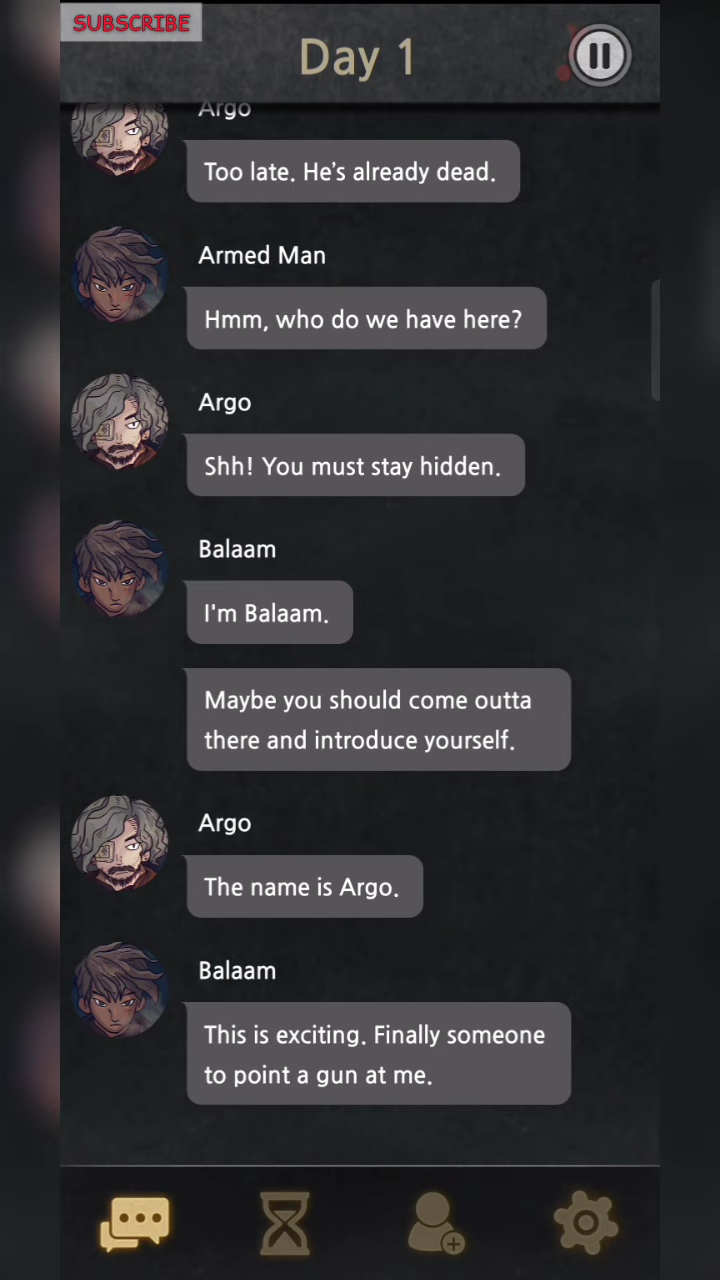 SUBSCRIBE
Day 1
Argo
Too late. He's already dead.
Armed Man
Hmm, who do we have here?
Argo
Shh! You must stay hidden.
Balaam
I'm Balaam.
Maybe you should come outta
there and introduce yourself.
Argo
The name is Argo.
Balaam
This is exciting. Finally someone
to point a gun at me.